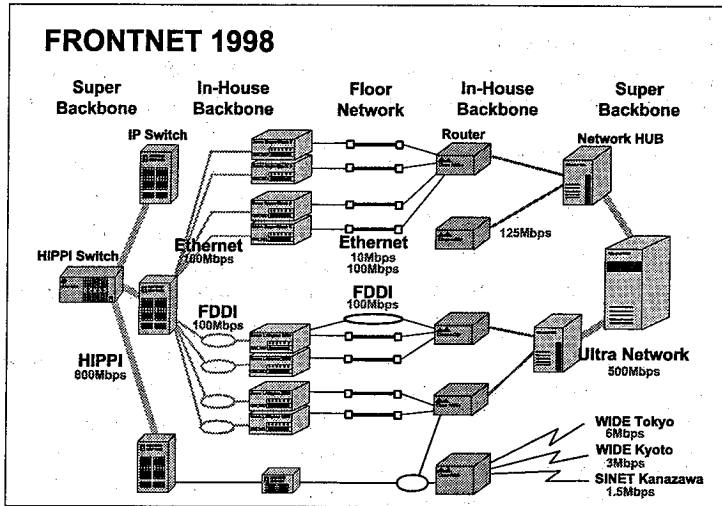 FRONTNET 1998
Super
Backbone
In-House
Backbone
Floor
Network
In-House
Backbone
Super
Backbone
IP Switch
Router
Network HUB
HIPPI Switch
Ethernet
100Mbps
Ethernet
10Mbps
100Mbps
125Mbps
FDDI
100Mbps
FDDI
100Mbps
HIPPI
800Mbps
Ultra Network
500Mbps
WIDE Tokyo
6Mbps
WIDE Kyoto
3Mbps
SINET Kanazawa
1.5Mbps